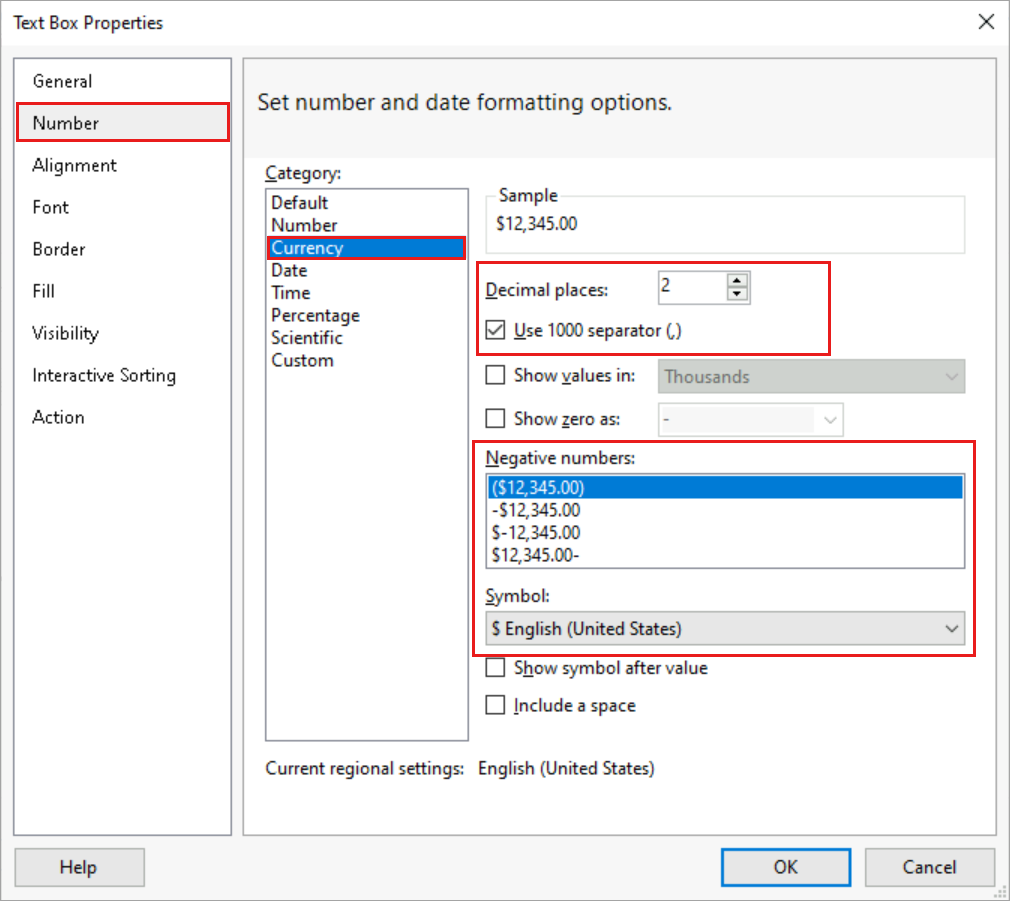 Text Box Properties
General
Number
Alignment
Font
Border
Fill
Visibility
Interactive Sorting
Action
Set number and date formatting options.
Category:
Default
Number
Currency
Date
Time
Percentage
Scientific
Custom
Sample
$12,345.00
Decimal places: 2
Use 1000 separator (,)
Show values in: Thousands
Show zero as: -
Negative numbers:
($12,345.00)
-$12,345.00
$-12,345.00
$12,345.00-
Symbol:
$ English (United States)
Show symbol after value
Include a space
Current regional settings: English (United States)
Help OK Cancel